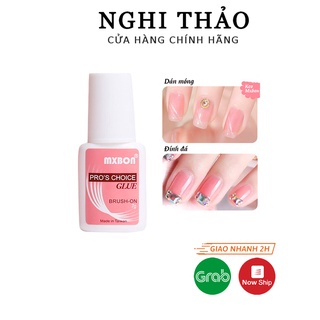 NGHI THẢO
CỬA HÀNG CHÍNH HÃNG
Dán móng
MXBON
PRO'S CHOICE
GLUE
BRUSH-ON
Made in Taiwan
Đính đá
GIAO NHANH 2H
Grab
Now Ship